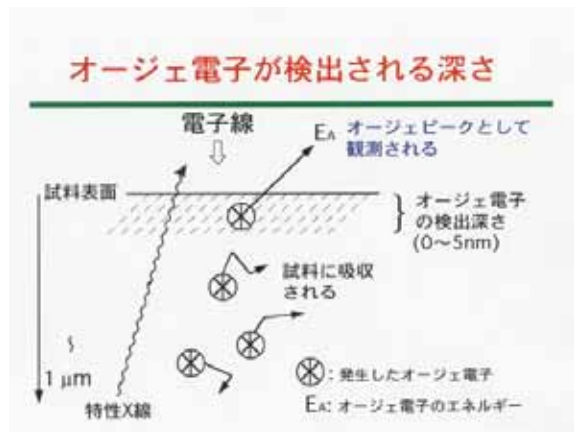 オージェ電子が検出される深さ
電子線
EA オージェピークとして
観測される
試料表面
オージェ電子
の検出深さ
(0〜5nm)
試料に吸収
される
〜
1 μm
特性X線
: 発生したオージェ電子
EA: オージェ電子のエネルギー